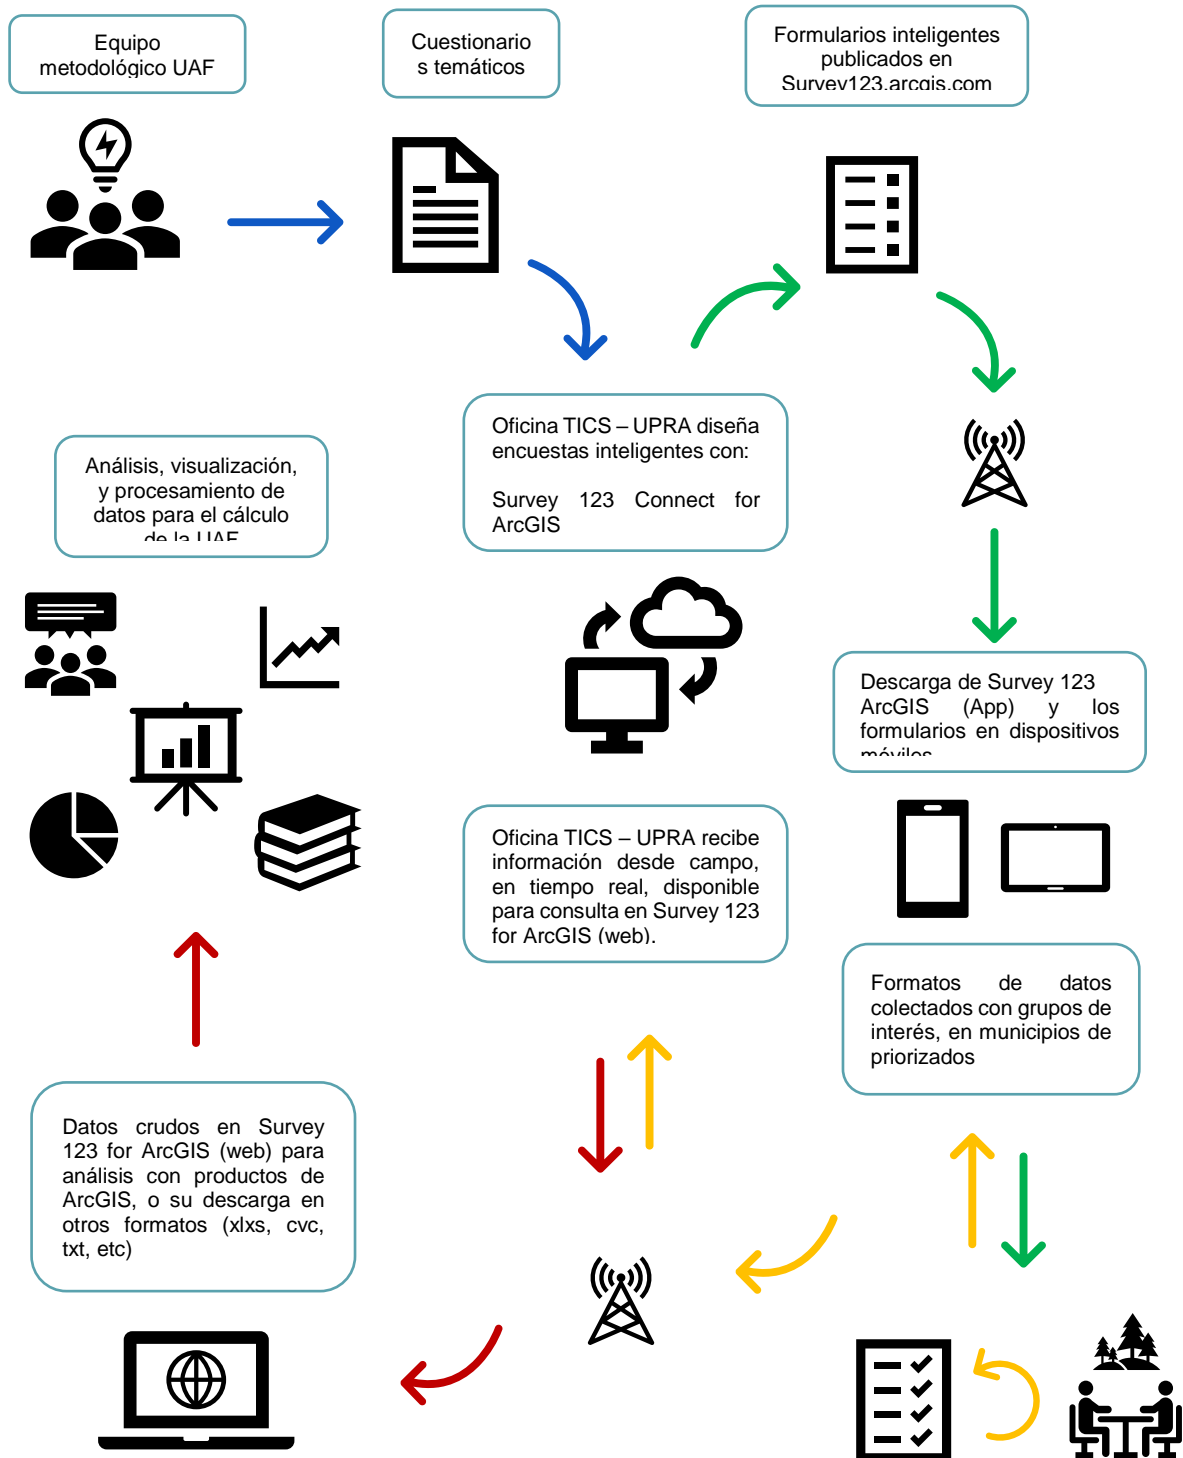 Equipo
metodológico UAF
Cuestionario
s temáticos
Formularios inteligentes
publicados en
Survey123.arcgis.com
Oficina TICS – UPRA diseña
encuestas inteligentes con:
Survey 123 Connect for
ArcGIS
Análisis, visualización,
y procesamiento de
datos para el cálculo
de la UAF
Descarga de Survey 123
ArcGIS (App) y los
formularios en dispositivos
móviles
Oficina TICS – UPRA recibe
información desde campo,
en tiempo real, disponible
para consulta en Survey 123
for ArcGIS (web).
Formatos de datos
colectados con grupos de
interés, en municipios de
priorizados
Datos crudos en Survey
123 for ArcGIS (web) para
análisis con productos de
ArcGIS, o su descarga en
otros formatos (xlxs, cvc,
txt, etc)